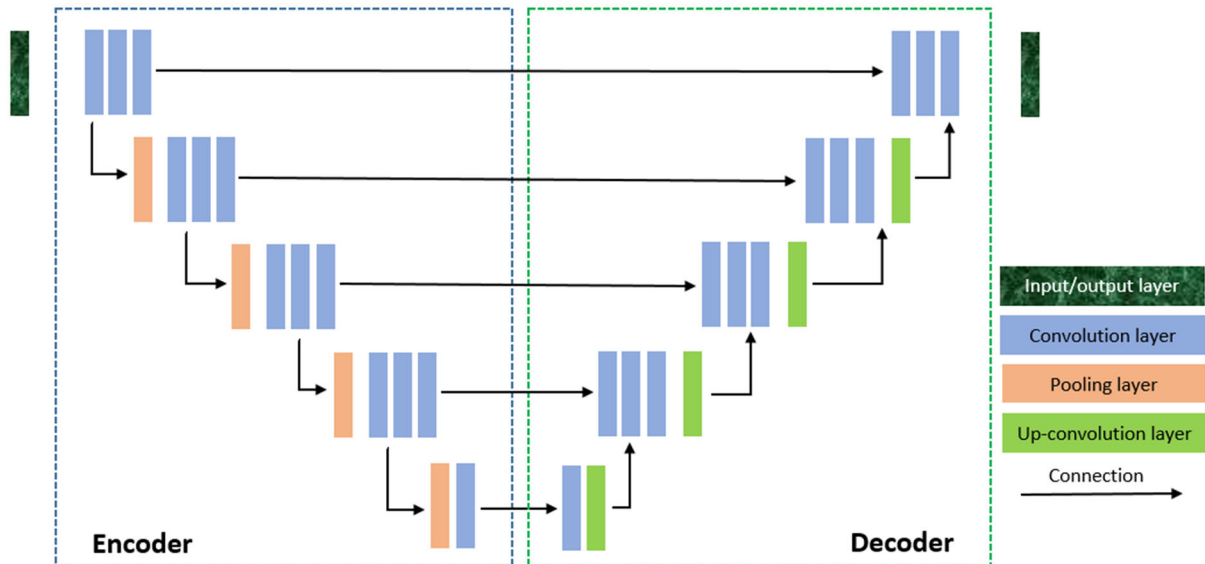 Input/output layer
Convolution layer
Pooling layer
Up-convolution layer
Connection
Encoder
Decoder